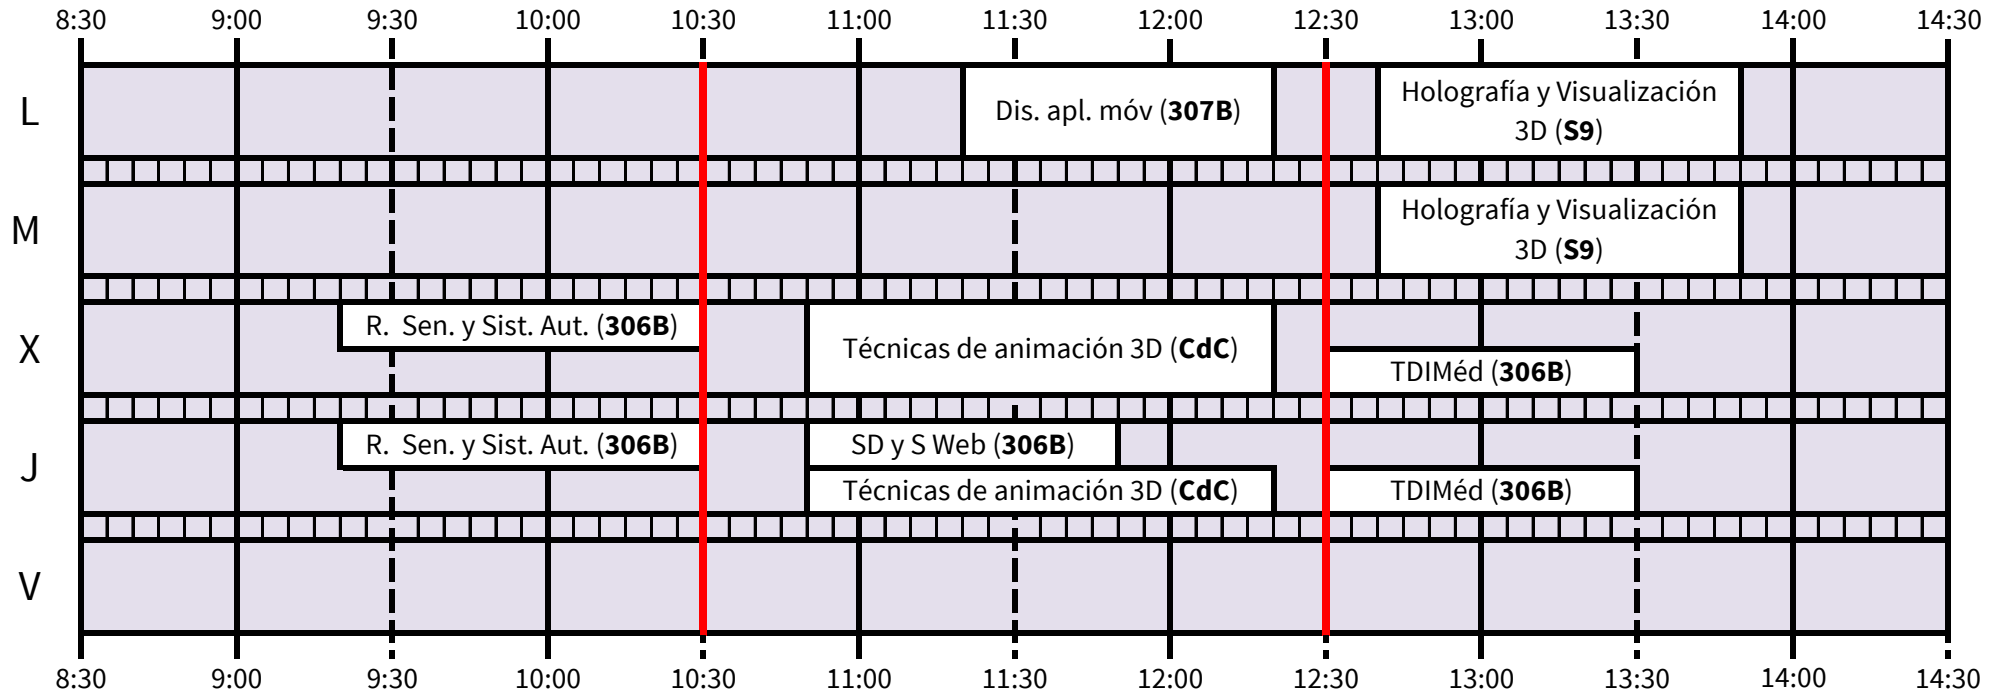 8:30 9:00 9:30 10:00 10:30 11:00 11:30 12:00 12:30 13:00 13:30 14:00 14:30
L
Dis. apl. móv (307B)
Holografía y Visualización
3D (S9)
M
Holografía y Visualización
3D (S9)
X
R. Sen. y Sist. Aut. (306B)
Técnicas de animación 3D (CdC)
TDIMéd (306B)
J
R. Sen. y Sist. Aut. (306B)
SD y S Web (306B)
Técnicas de animación 3D (CdC)
TDIMéd (306B)
V
8:30 9:00 9:30 10:00 10:30 11:00 11:30 12:00 12:30 13:00 13:30 14:00 14:30